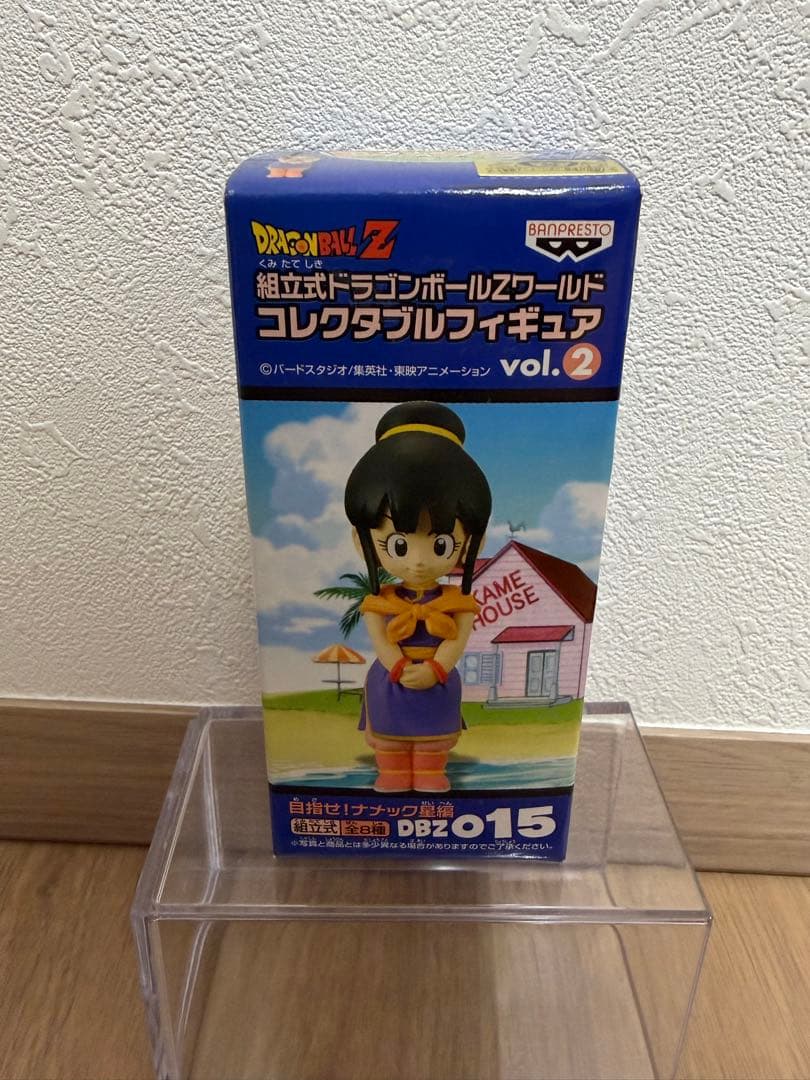 DRAGON BALL Z
BANPRESTO
くみ たて しき
組立式ドラゴンボールZワールド
コレクタブルフィギュア
©バードスタジオ/集英社・東映アニメーション vol.2
KAME
HOUSE
目指せ!ナメック星編
組立式 全8種 DBZ 015
※写真と商品とは多少異なる場合がありますのでご了承ください。